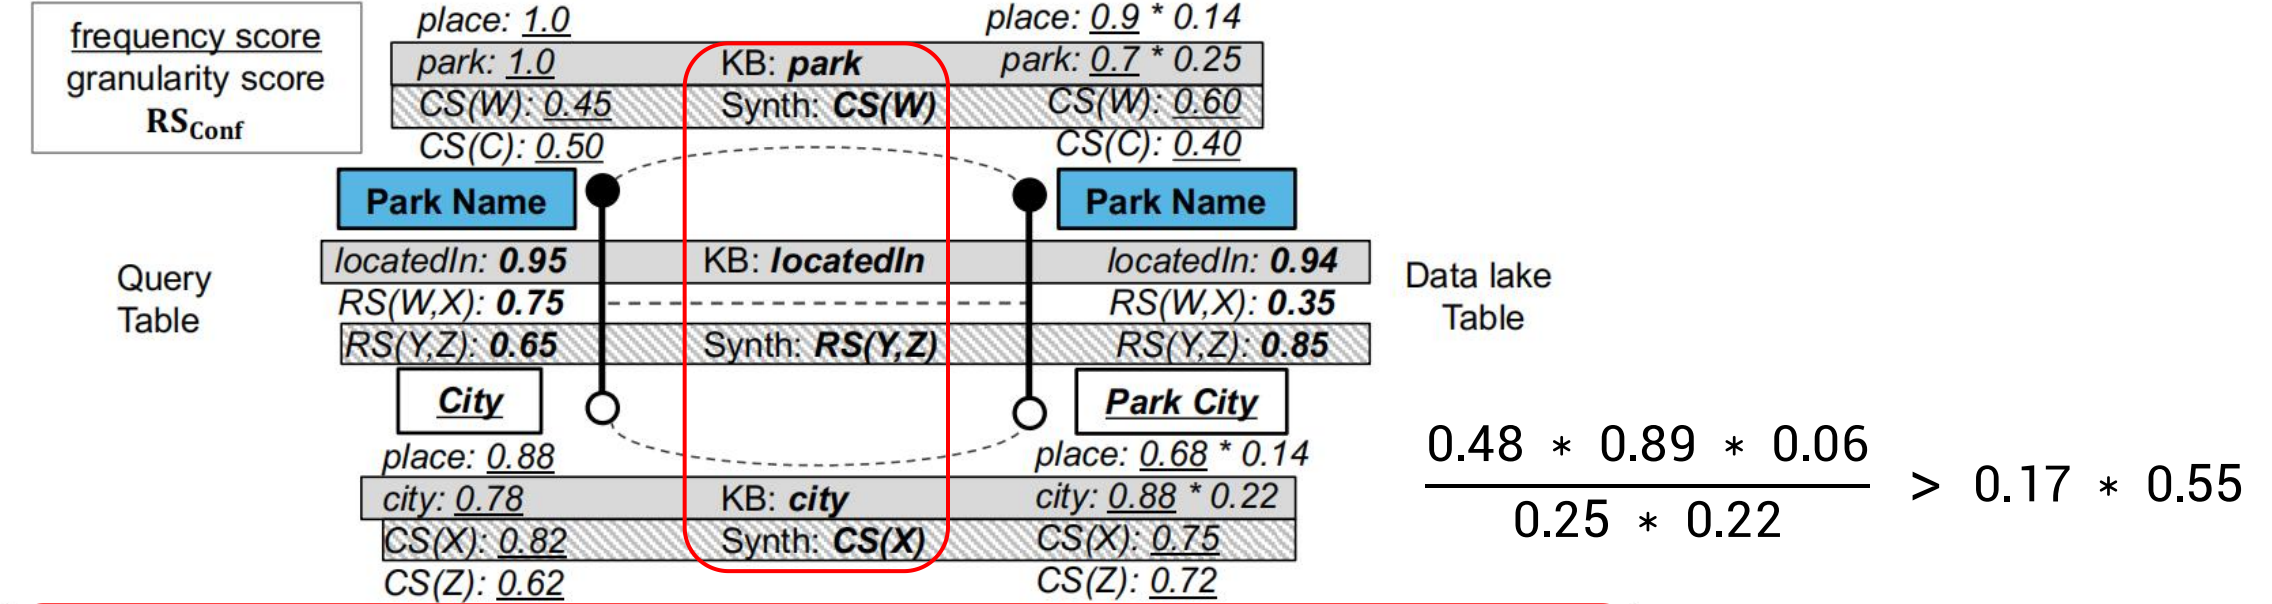 frequency score
granularity score
RS_Conf
place: 1.0
park: 1.0
CS(W): 0.45
CS(C): 0.50
KB: park
Synth: CS(W)
place: 0.9 * 0.14
park: 0.7 * 0.25
CS(W): 0.60
CS(C): 0.40
Park Name
Park Name
Query
Table
locatedIn: 0.95
RS(W,X): 0.75
RS(Y,Z): 0.65
KB: locatedIn
Synth: RS(Y,Z)
locatedIn: 0.94
RS(W,X): 0.35
RS(Y,Z): 0.85
Data lake
Table
City
Park City
place: 0.88
city: 0.78
CS(X): 0.82
CS(Z): 0.62
KB: city
Synth: CS(X)
place: 0.68 * 0.14
city: 0.88 * 0.22
CS(X): 0.75
CS(Z): 0.72
0.48 * 0.89 * 0.06
0.25 * 0.22
> 0.17 * 0.55